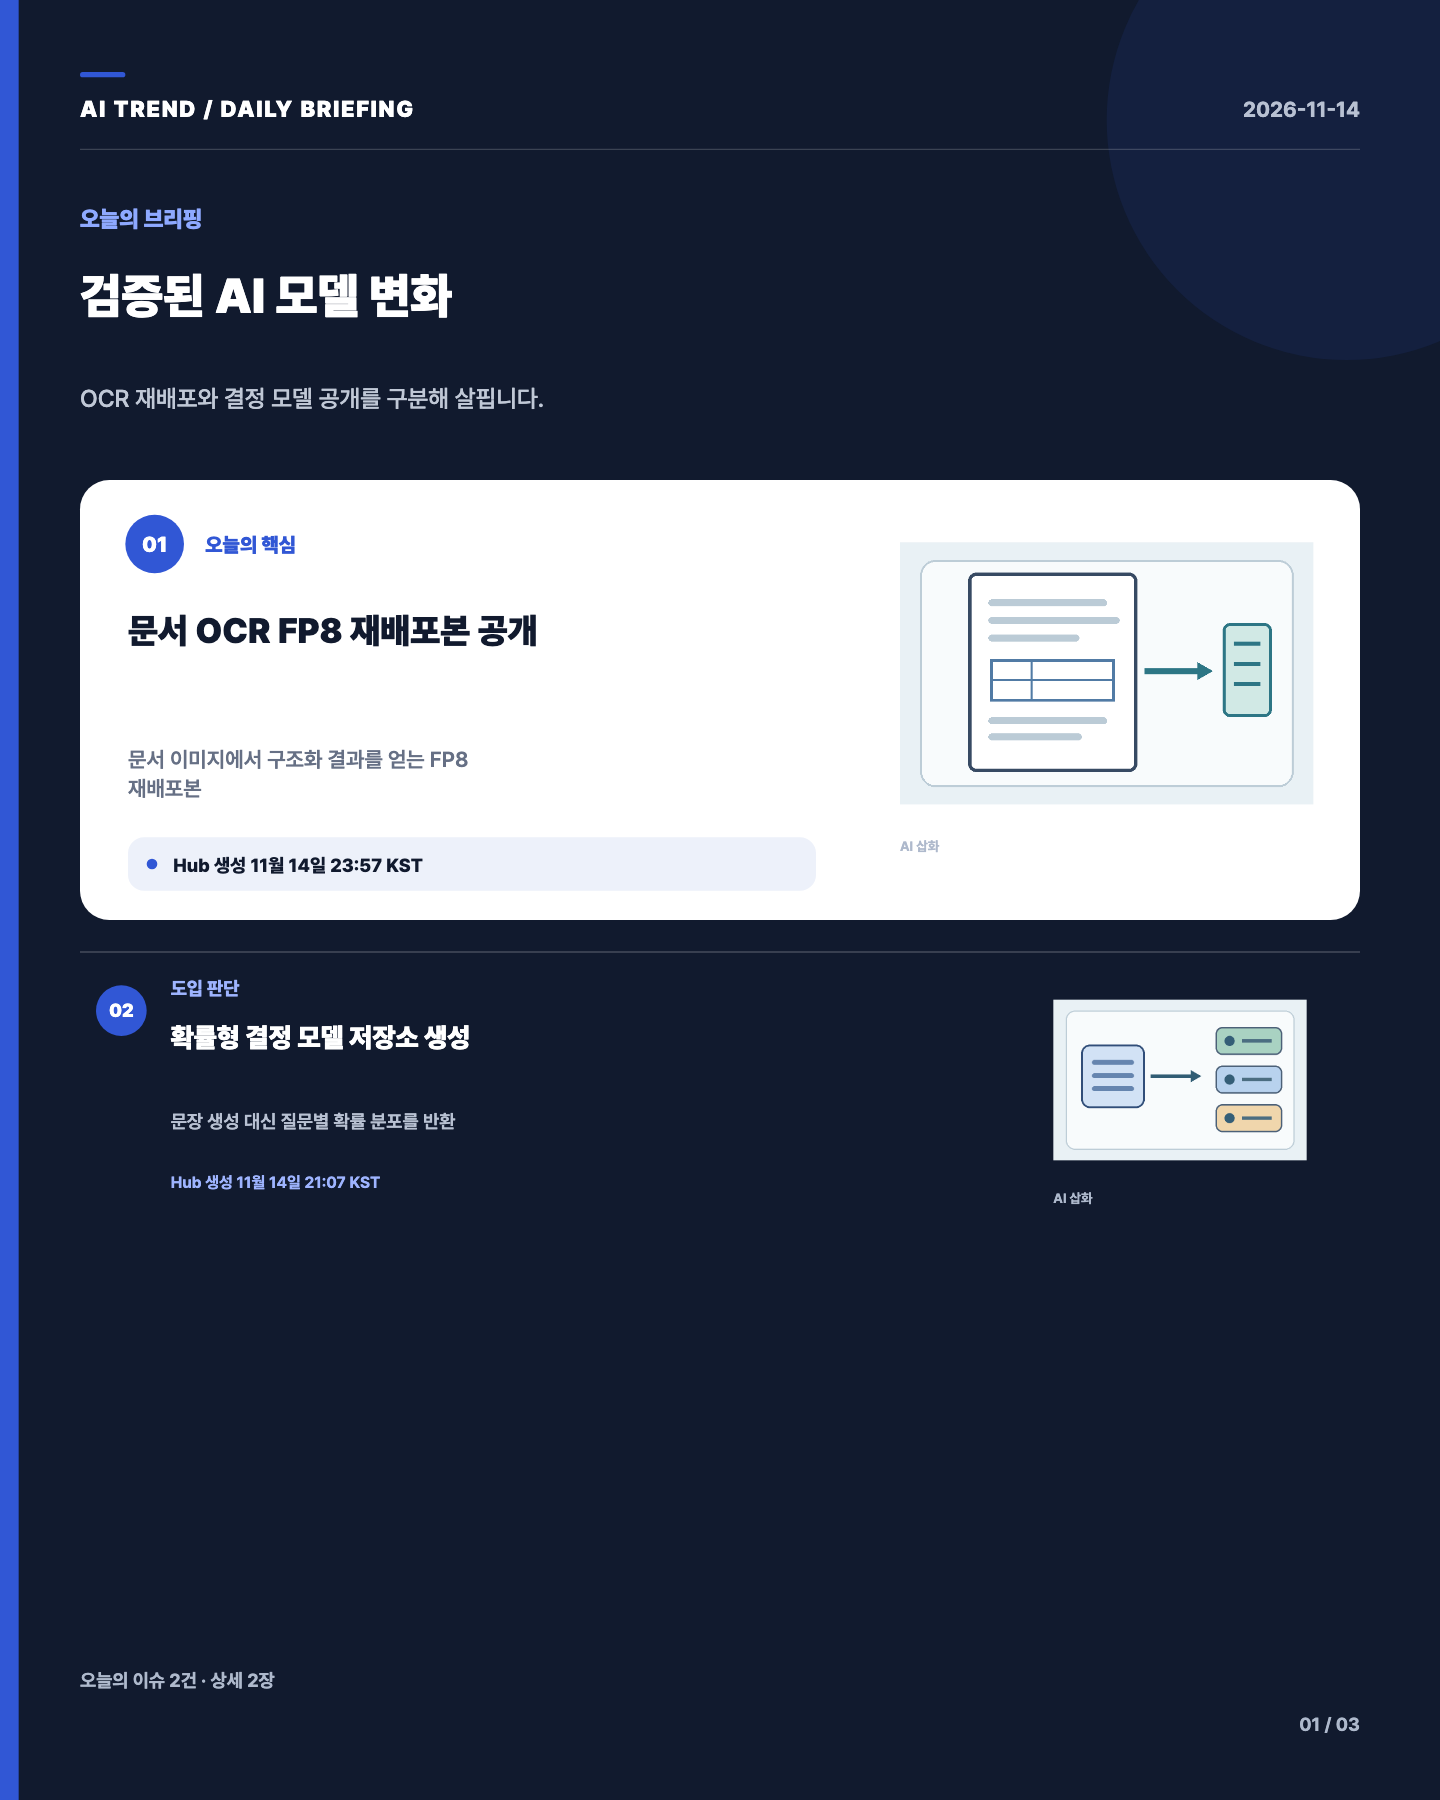 AI TREND / DAILY BRIEFING
2026-11-14
오늘의 브리핑
검증된 AI 모델 변화
OCR 재배포와 결정 모델 공개를 구분해 살핍니다.
01
오늘의 핵심
문서 OCR FP8 재배포본 공개
문서 이미지에서 구조화 결과를 얻는 FP8
재배포본
Hub 생성 11월 14일 23:57 KST
AI 삽화
02
도입 판단
확률형 결정 모델 저장소 생성
문장 생성 대신 질문별 확률 분포를 반환
Hub 생성 11월 14일 21:07 KST
AI 삽화
오늘의 이슈 2건 · 상세 2장
01 / 03